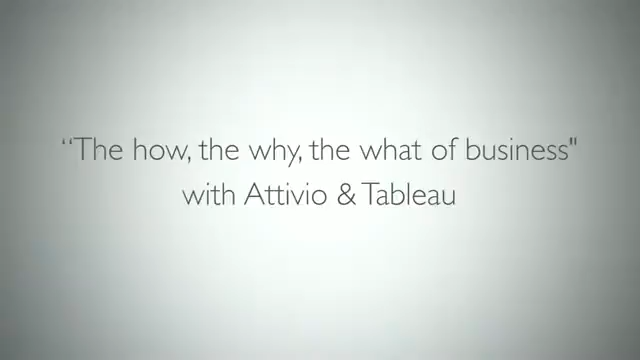 “The how, the why, the what of business"
with Attivio & Tableau